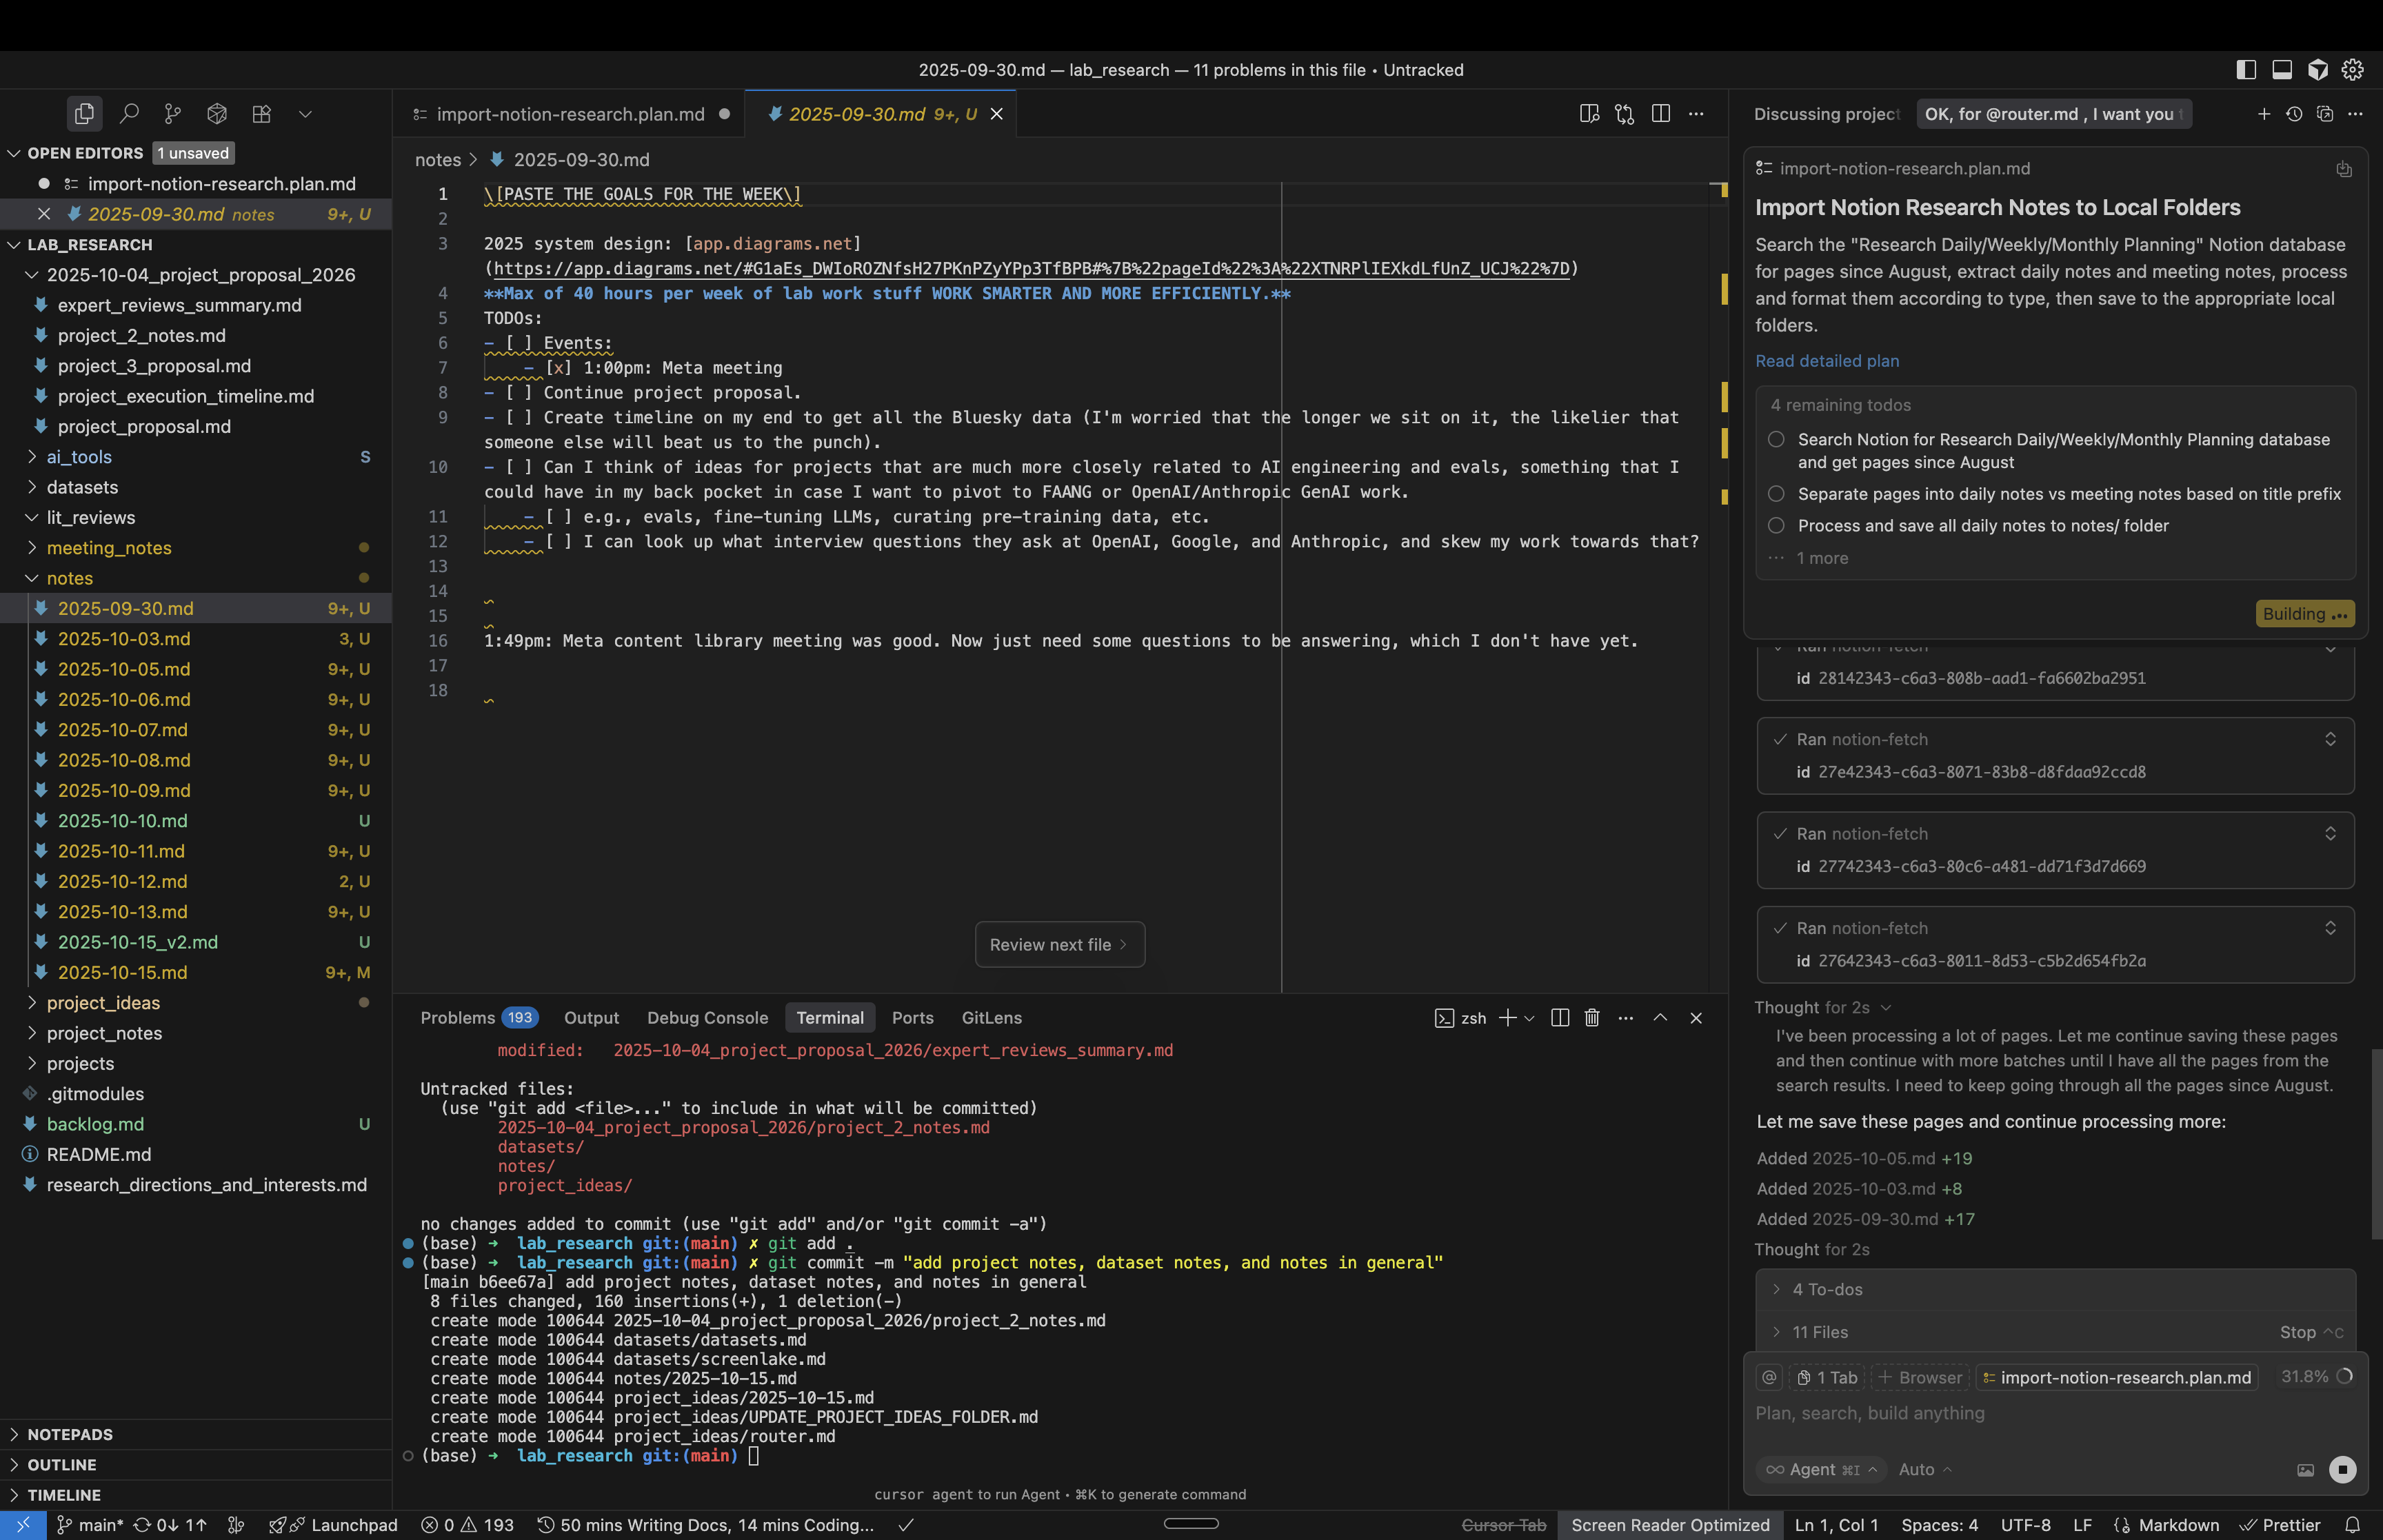 2025-09-30.md — lab_research — 11 problems in this file • Untracked
OPEN EDITORS 1 unsaved
import-notion-research.plan.md
2025-09-30.md notes 9+, U
LAB_RESEARCH
2025-10-04_project_proposal_2026
expert_reviews_summary.md
project_2_notes.md
project_3_proposal.md
project_execution_timeline.md
project_proposal.md
ai_tools S
datasets
lit_reviews
meeting_notes
notes
2025-09-30.md 9+, U
2025-10-03.md 3, U
2025-10-05.md 9+, U
2025-10-06.md 9+, U
2025-10-07.md 9+, U
2025-10-08.md 9+, U
2025-10-09.md 9+, U
2025-10-10.md U
2025-10-11.md 9+, U
2025-10-12.md 2, U
2025-10-13.md 9+, U
2025-10-15_v2.md U
2025-10-15.md 9+, M
project_ideas
project_notes
projects
.gitmodules
backlog.md U
README.md
research_directions_and_interests.md
NOTEPADS
OUTLINE
TIMELINE
import-notion-research.plan.md
2025-09-30.md 9+, U
notes > 2025-09-30.md
1 \[PASTE THE GOALS FOR THE WEEK\]
2
3 2025 system design: [app.diagrams.net]
(https://app.diagrams.net/#G1aEs_DWIoROZNfsH27PKnPZyYPp3TfBPB#%7B%22pageId%22%3A%22XTNRPlIEXkdLfUnZ_UCJ%22%7D)
4 **Max of 40 hours per week of lab work stuff WORK SMARTER AND MORE EFFICIENTLY.**
5 TODOs:
6 - [ ] Events:
7 - [x] 1:00pm: Meta meeting
8 - [ ] Continue project proposal.
9 - [ ] Create timeline on my end to get all the Bluesky data (I'm worried that the longer we sit on it, the likelier that
someone else will beat us to the punch).
10 - [ ] Can I think of ideas for projects that are much more closely related to AI engineering and evals, something that I
could have in my back pocket in case I want to pivot to FAANG or OpenAI/Anthropic GenAI work.
11 - [ ] e.g., evals, fine-tuning LLMs, curating pre-training data, etc.
12 - [ ] I can look up what interview questions they ask at OpenAI, Google, and Anthropic, and skew my work towards that?
13
14
15
16 1:49pm: Meta content library meeting was good. Now just need some questions to be answering, which I don't have yet.
17
18
Review next file >
Problems 193 Output Debug Console Terminal Ports GitLens
zsh
modified: 2025-10-04_project_proposal_2026/expert_reviews_summary.md
Untracked files:
(use "git add <file>..." to include in what will be committed)
2025-10-04_project_proposal_2026/project_2_notes.md
datasets/
notes/
project_ideas/
no changes added to commit (use "git add" and/or "git commit -a")
(base) → lab_research git:(main) ✗ git add .
(base) → lab_research git:(main) ✗ git commit -m "add project notes, dataset notes, and notes in general"
[main b6ee67a] add project notes, dataset notes, and notes in general
8 files changed, 160 insertions(+), 1 deletion(-)
create mode 100644 2025-10-04_project_proposal_2026/project_2_notes.md
create mode 100644 datasets/datasets.md
create mode 100644 datasets/screenlake.md
create mode 100644 notes/2025-10-15.md
create mode 100644 project_ideas/2025-10-15.md
create mode 100644 project_ideas/UPDATE_PROJECT_IDEAS_FOLDER.md
create mode 100644 project_ideas/router.md
(base) → lab_research git:(main)
cursor agent to run Agent • ⌘K to generate command
Discussing project OK, for @router.md , I want you
import-notion-research.plan.md
Import Notion Research Notes to Local Folders
Search the "Research Daily/Weekly/Monthly Planning" Notion database
for pages since August, extract daily notes and meeting notes, process
and format them according to type, then save to the appropriate local
folders.
Read detailed plan
4 remaining todos
Search Notion for Research Daily/Weekly/Monthly Planning database
and get pages since August
Separate pages into daily notes vs meeting notes based on title prefix
Process and save all daily notes to notes/ folder
1 more
Building ...
Ran notion-fetch
id 28142343-c6a3-808b-aad1-fa6602ba2951
Ran notion-fetch
id 27e42343-c6a3-8071-83b8-d8fdaa92ccd8
Ran notion-fetch
id 27742343-c6a3-80c6-a481-dd71f3d7d669
Ran notion-fetch
id 27642343-c6a3-8011-8d53-c5b2d654fb2a
Thought for 2s
I've been processing a lot of pages. Let me continue saving these pages
and then continue with more batches until I have all the pages from the
search results. I need to keep going through all the pages since August.
Let me save these pages and continue processing more:
Added 2025-10-05.md +19
Added 2025-10-03.md +8
Added 2025-09-30.md +17
Thought for 2s
4 To-dos
11 Files Stop ^C
@ 1 Tab + Browser import-notion-research.plan.md 31.8%
Plan, search, build anything
Agent ⌘I Auto
main* 0↓ 1↑ Launchpad 0 193 50 mins Writing Docs, 14 mins Coding... Cursor Tab Screen Reader Optimized Ln 1, Col 1 Spaces: 4 UTF-8 LF {} Markdown Prettier